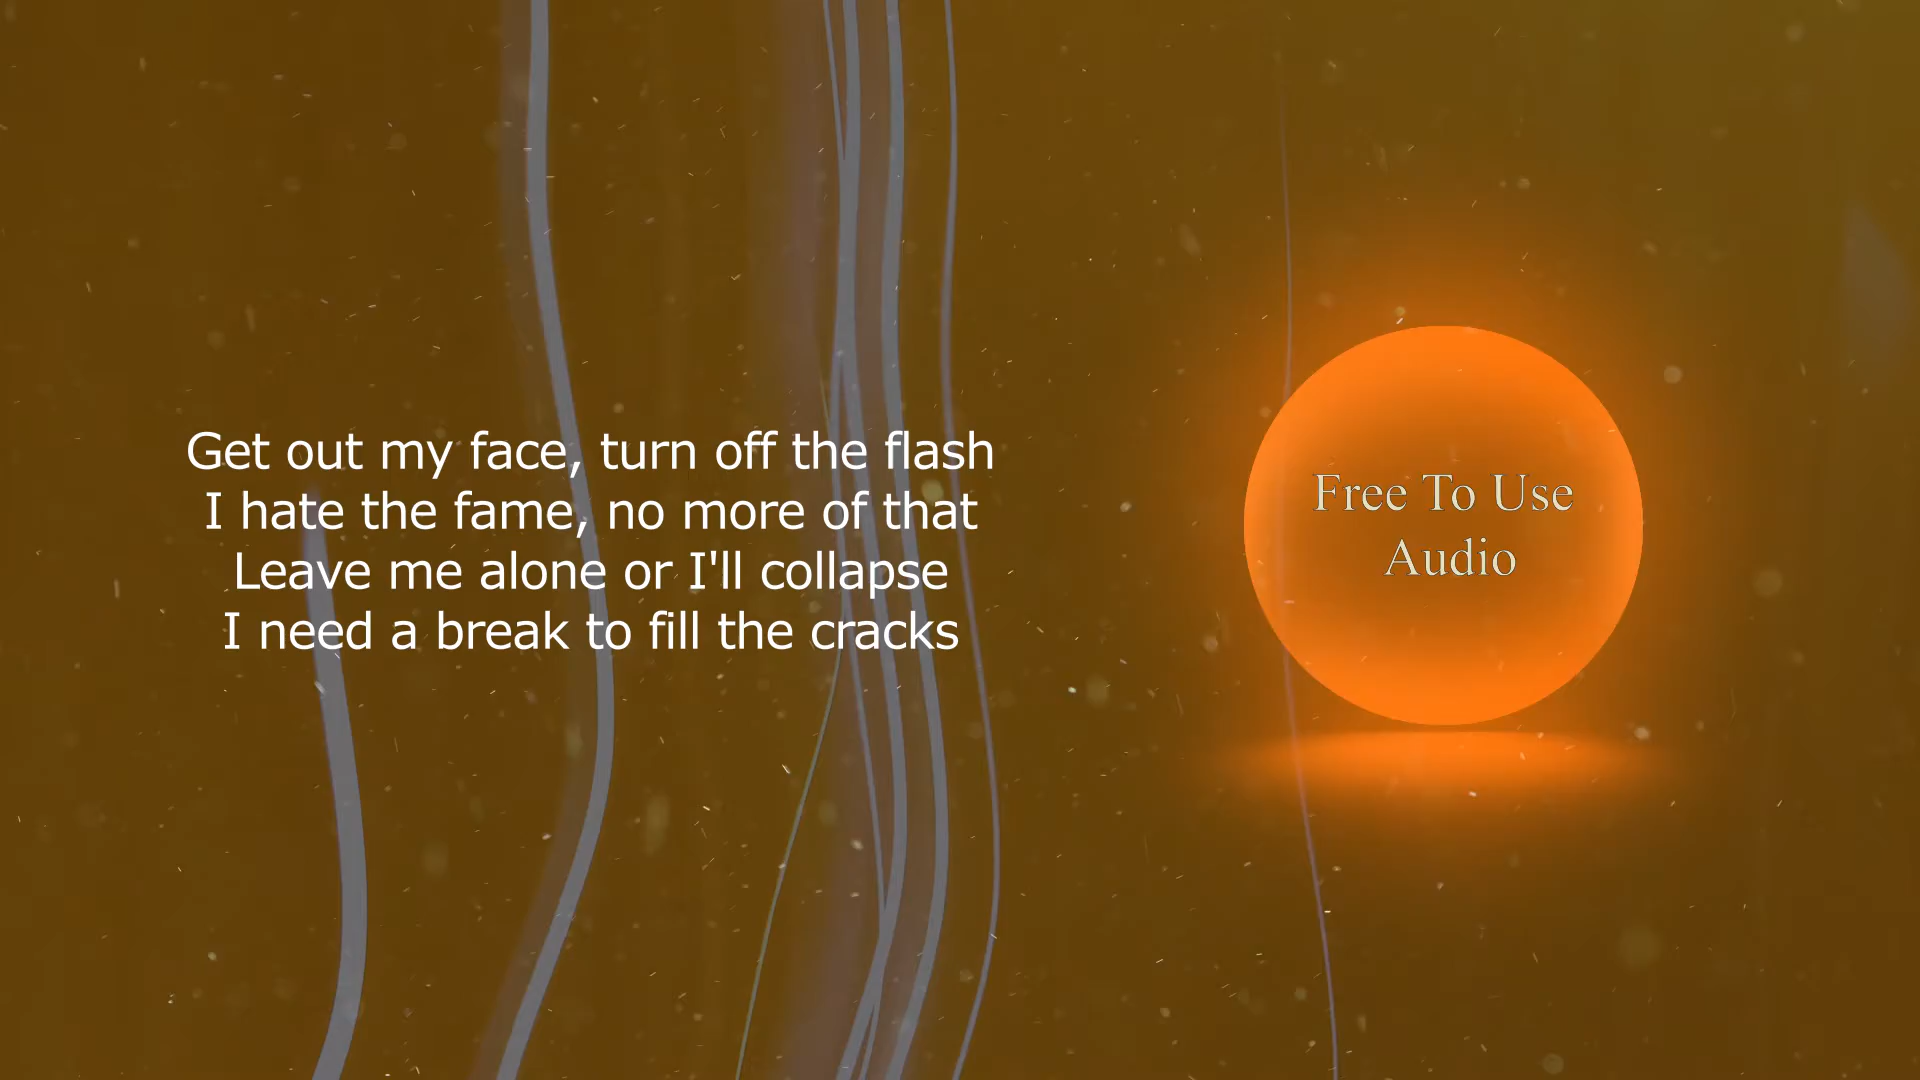 Get out my face, turn off the flash
I hate the fame, no more of that
Leave me alone or I'll collapse
I need a break to fill the cracks
Free To Use
Audio